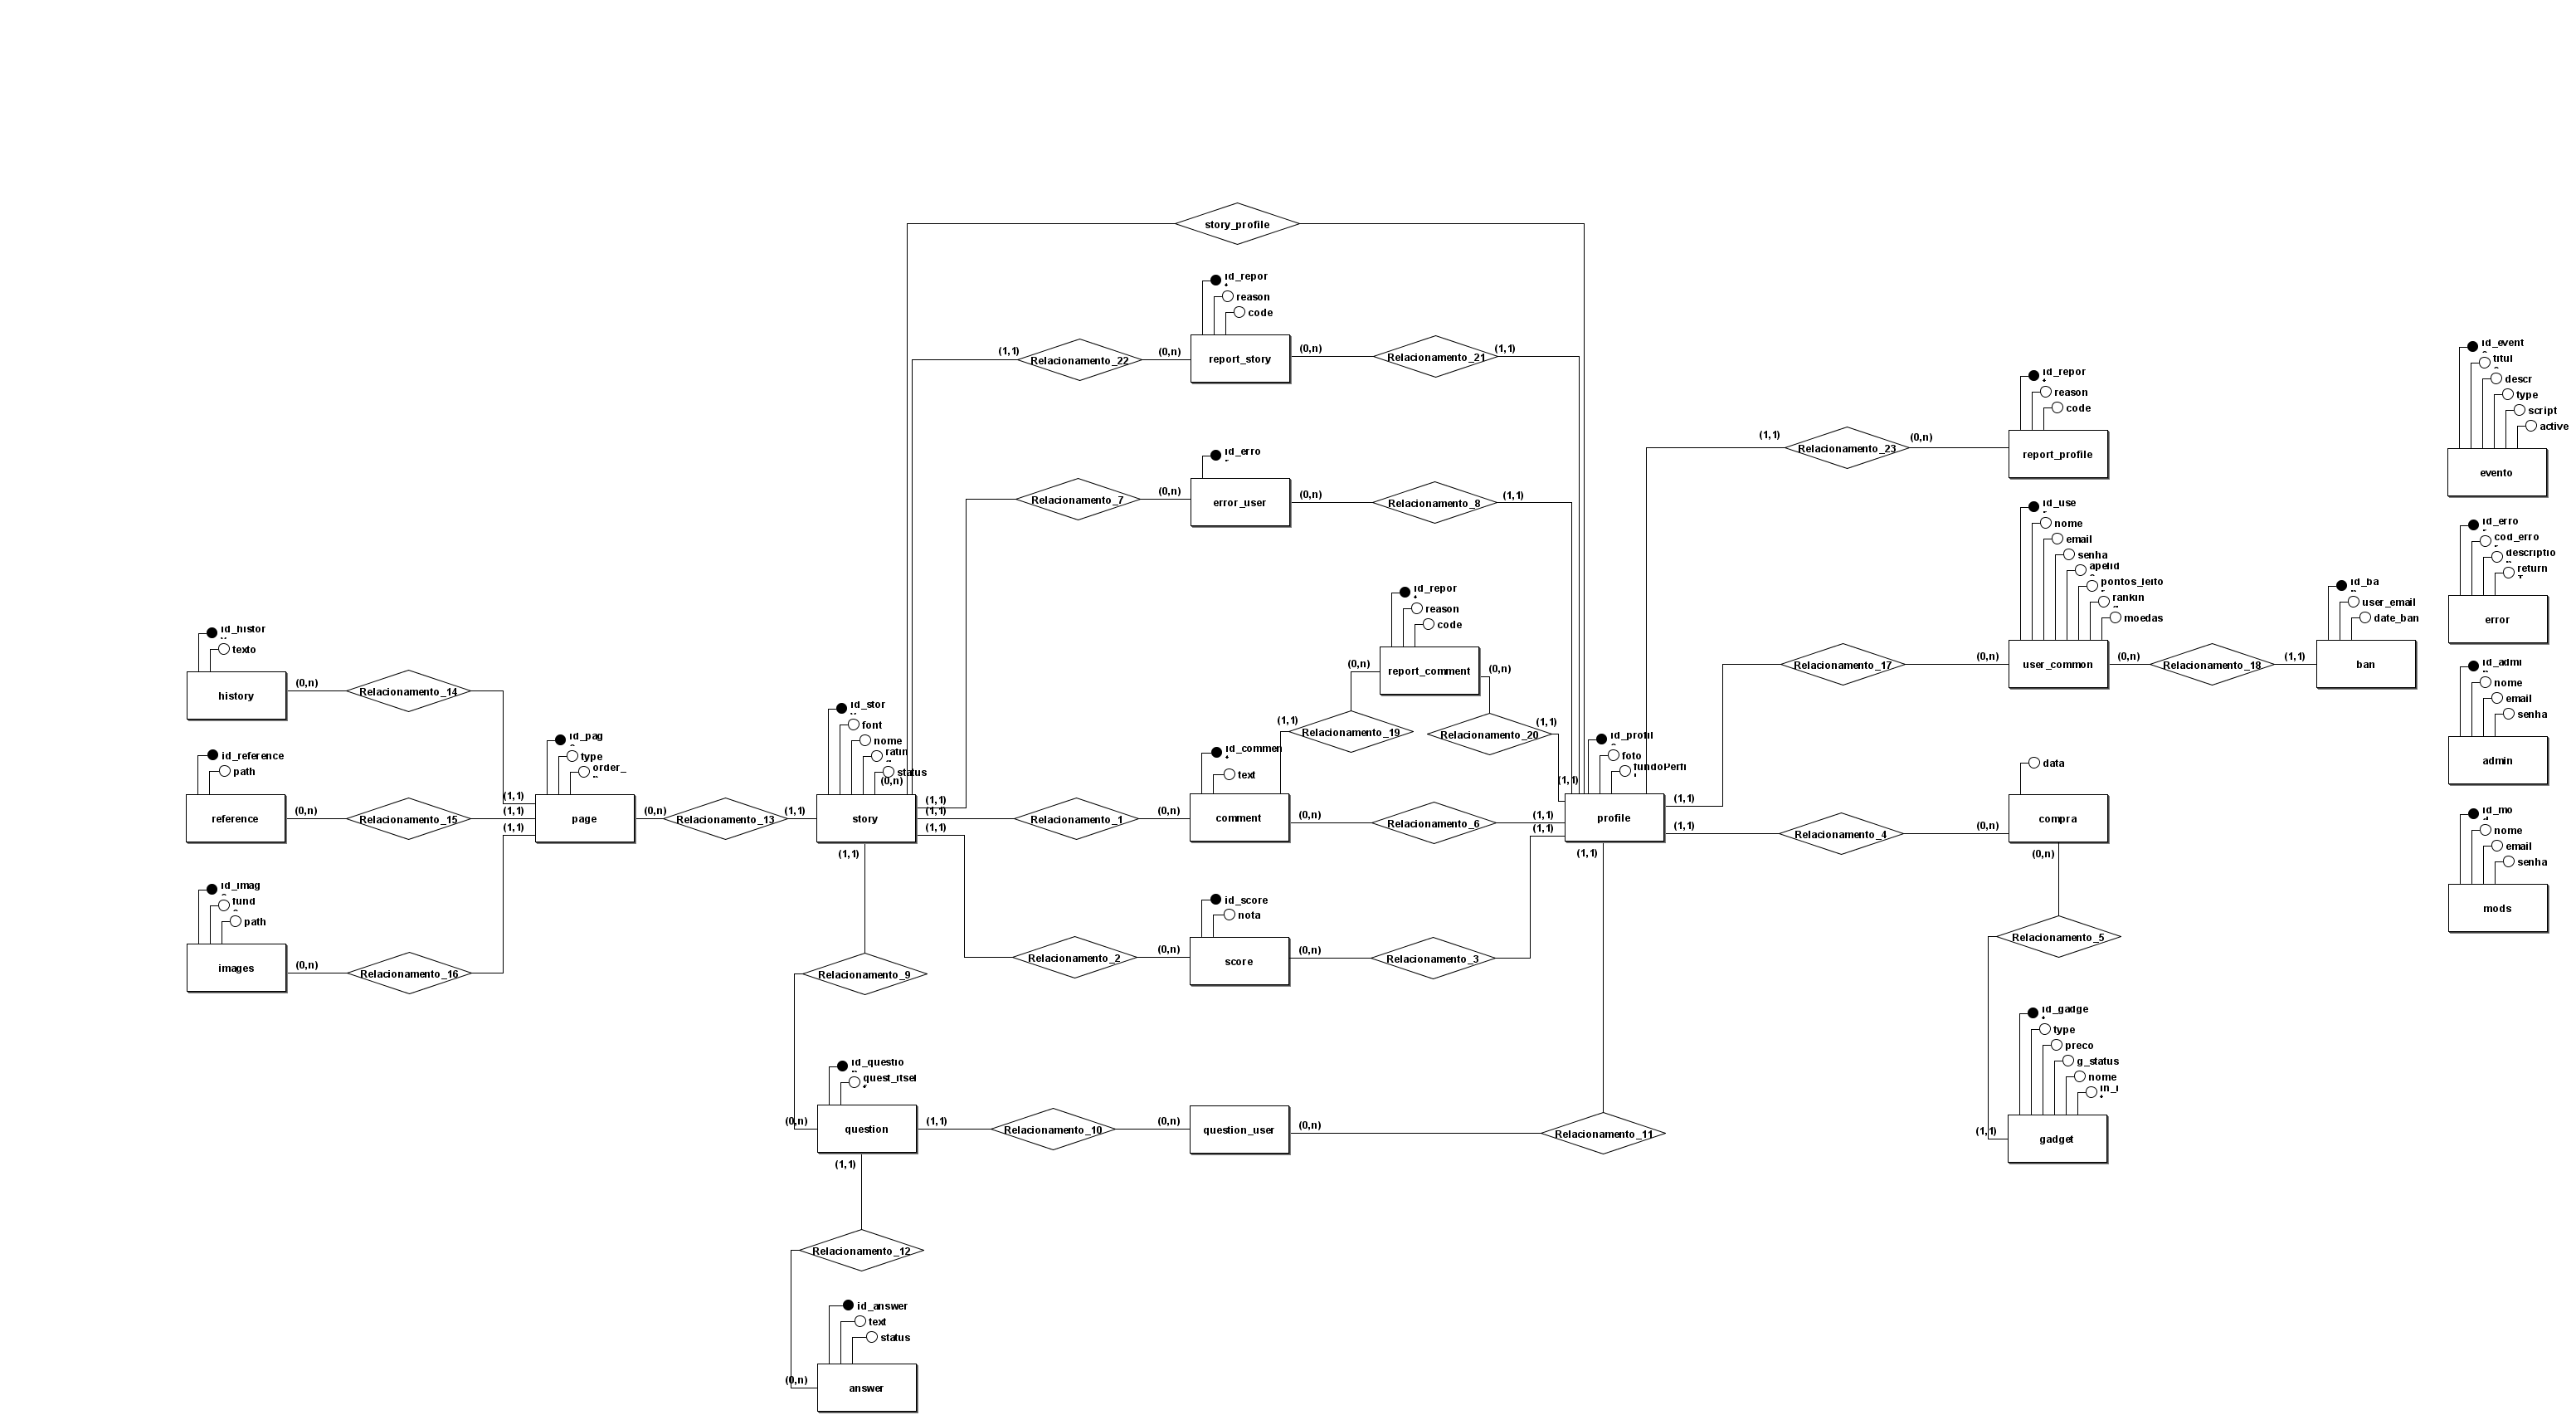 story_profile
id_repor
reason
code
report_story
(1,1)
Relacionamento_22
(0,n)
(0,n)
Relacionamento_21
(1,1)
id_event
titul
descr
type
script
active
evento
id_repor
reason
code
report_profile
(1,1)
Relacionamento_23
(0,n)
id_erro
error_user
Relacionamento_7
(0,n)
(0,n)
Relacionamento_8
(1,1)
id_use
nome
email
senha
apelid
pontos_leito
rankin
moedas
user_common
id_erro
cod_erro
descriptio
return
error
id_ba
user_email
date_ban
ban
id_repor
reason
code
report_comment
(0,n)
(0,n)
(1,1)
Relacionamento_19
Relacionamento_20
(1,1)
Relacionamento_17
(0,n)
(0,n)
Relacionamento_18
(1,1)
id_admi
nome
email
senha
admin
id_histor
texto
history
(0,n)
Relacionamento_14
id_reference
path
reference
(0,n)
Relacionamento_15
(1,1)
(1,1)
(1,1)
id_pag
type
order_
page
(0,n)
Relacionamento_13
(1,1)
id_stor
font
nome
ratin
status
(0,n)
story
(1,1)
(1,1)
(1,1)
(1,1)
Relacionamento_1
(0,n)
id_commen
text
comment
(0,n)
Relacionamento_6
(1,1)
(1,1)
(1,1)
id_profil
foto
fundoPerfi
profile
(1,1)
(1,1)
(1,1)
Relacionamento_4
(0,n)
data
compra
(0,n)
id_mo
nome
email
senha
mods
id_imag
fund
path
images
(0,n)
Relacionamento_16
id_score
nota
score
Relacionamento_2
(0,n)
(0,n)
Relacionamento_3
Relacionamento_5
Relacionamento_9
id_questio
quest_itsel
question
(0,n)
(1,1)
(1,1)
Relacionamento_10
(0,n)
question_user
(0,n)
Relacionamento_11
id_gadge
type
preco
g_status
nome
gadget
(1,1)
Relacionamento_12
id_answer
text
status
answer
(0,n)